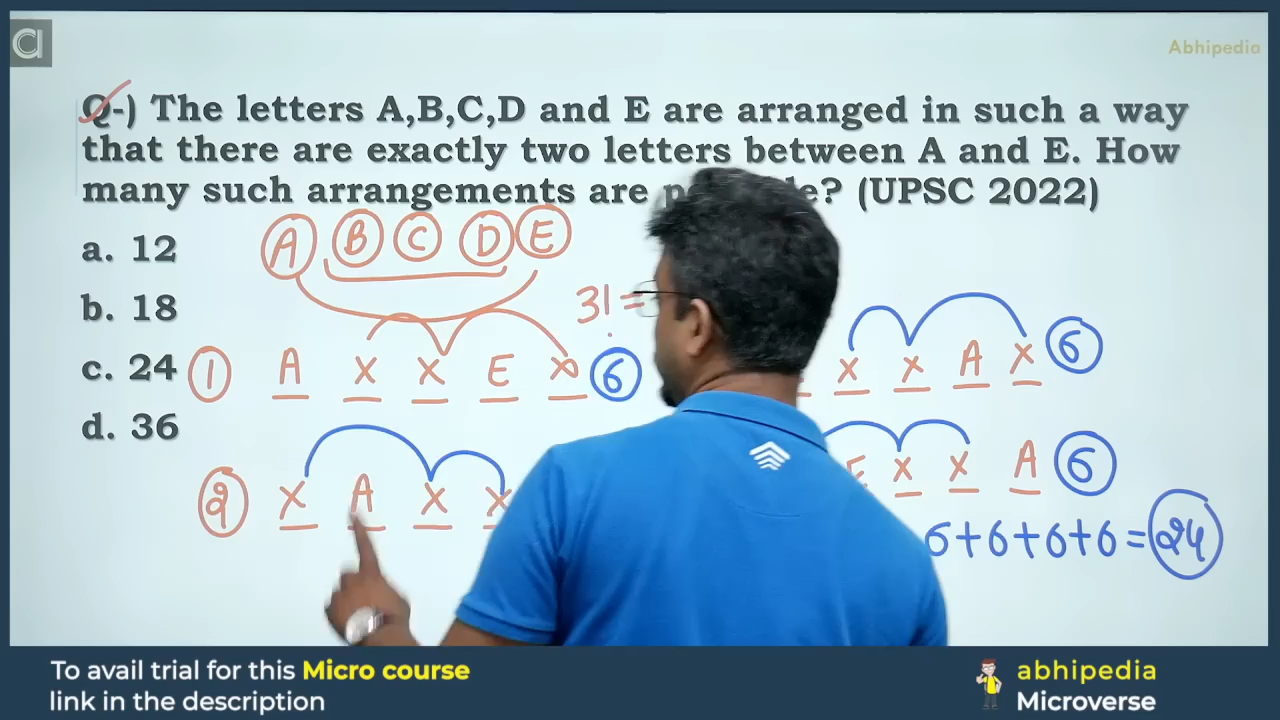 Abhipedia
Q-) The letters A,B,C,D and E are arranged in such a way
that there are exactly two letters between A and E. How
many such arrangements are (UPSC 2022)
a. 12
b. 18
c. 24
d. 36
A B C D E
3! =
1 A X X E X 6
X X A X 6
2 X A X X
E X X A 6
6+6+6+6=24
To avail trial for this Micro course
link in the description
abhipedia
Microverse